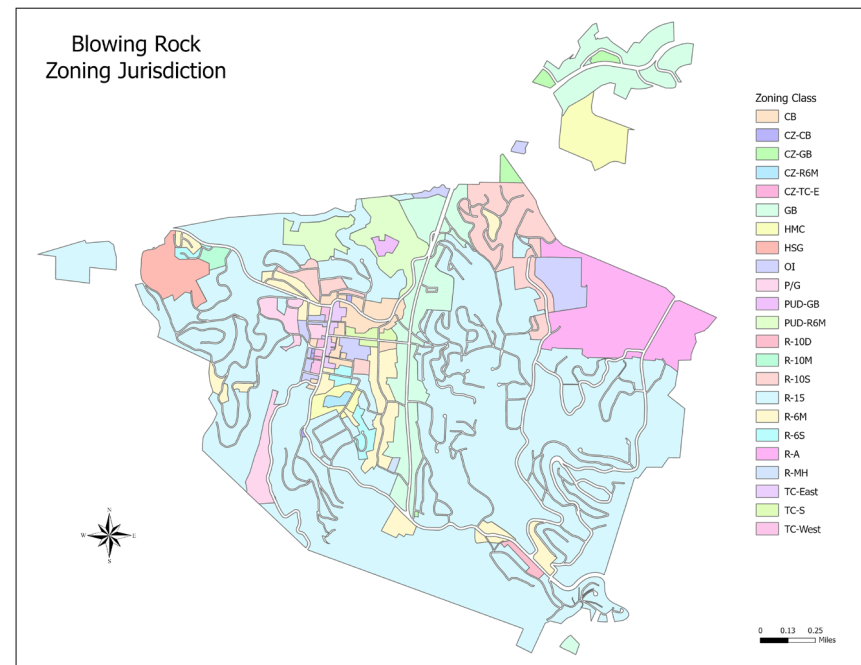 Blowing Rock
Zoning Jurisdiction
Zoning Class
CB
CZ-CB
CZ-GB
CZ-R6M
CZ-TC-E
GB
HMC
HSG
OI
P/G
PUD-GB
PUD-R6M
R-10D
R-10M
R-10S
R-15
R-6M
R-6S
R-A
R-MH
TC-East
TC-S
TC-West
N
W E
S
0 0.13 0.25
Miles